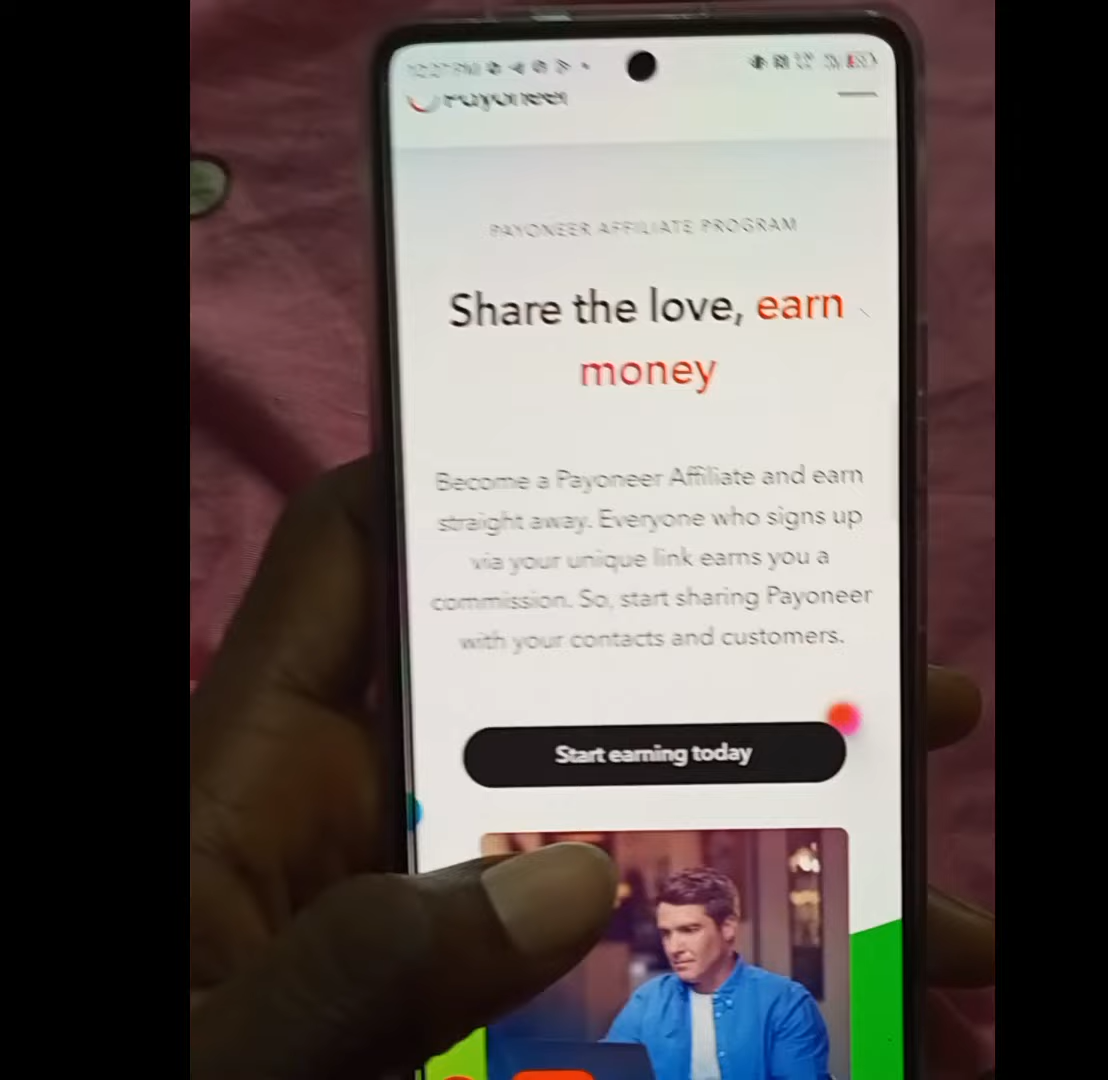 Payoneer
PAYONEER AFFILIATE PROGRAM
Share the love, earn
money
Become a Payoneer Affiliate and earn
straight away. Everyone who signs up
via your unique link earns you a
commission. So, start sharing Payoneer
with your contacts and customers.
Start earning today